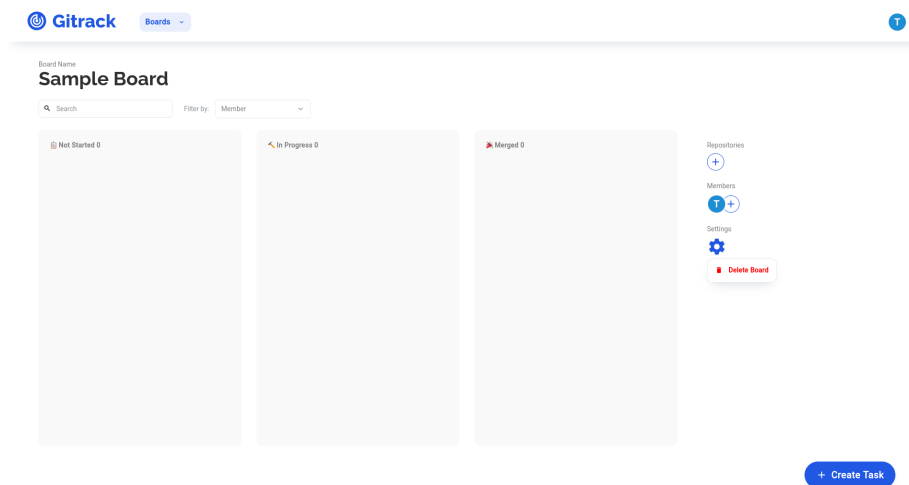 Gitrack
Boards
T
Board Name
Sample Board
Search
Filter by:
Member
Not Started 0
In Progress 0
Merged 0
Repositories
Members
T
Settings
Delete Board
Create Task